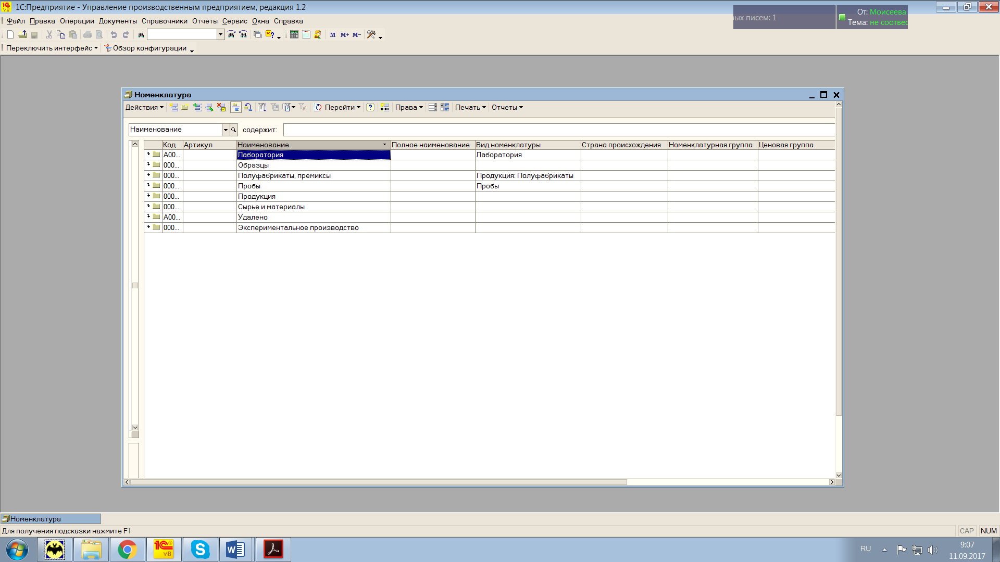 1С:Предприятие - Управление производственным предприятием, редакция 1.2
Файл Правка Операции Документы Справочники Отчеты Сервис Окна Справка
писем: 1
От: Моисеева
Тема: не
M M+ M-
Переключить интерфейс Обзор конфигурации
Номенклатура
Действия Перейти Права Печать Отчеты
Наименование содержит:
Код Артикул Наименование Полное наименование Вид номенклатуры Страна происхождения Номенклатурная группа Ценовая группа
А00... Лаборатория Лаборатория
000... Образцы
000... Полуфабрикаты, премиксы Продукция: Полуфабрикаты
000... Пробы Пробы
000... Продукция
000... Сырье и материалы
А00... Удалено
000... Экспериментальное производство
Номенклатура
Для получения подсказки нажмите F1
CAP NUM
RU
9:07
11.09.2017